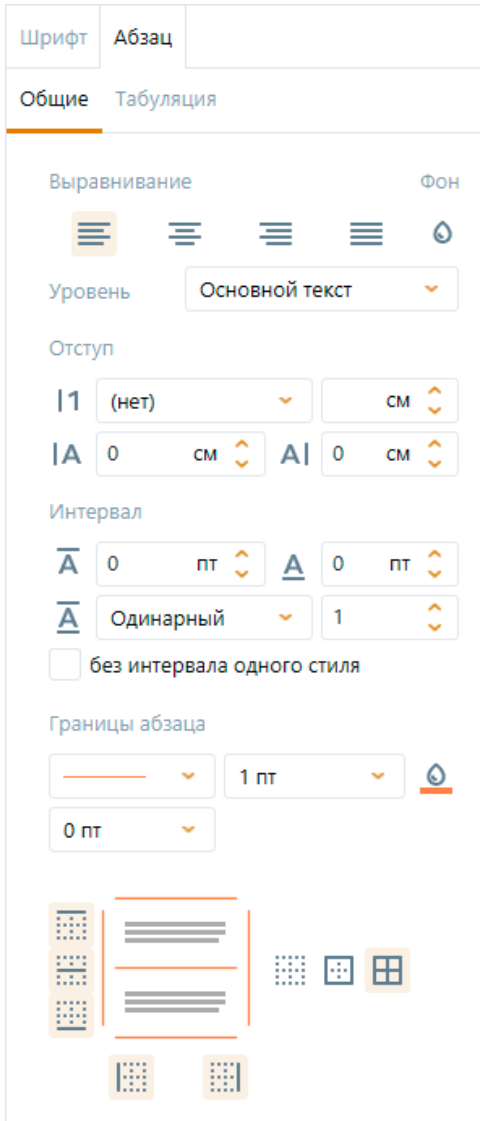 Шрифт Абзац
Общие Табуляция
Выравнивание Фон
Уровень Основной текст
Отступ
1 (нет) см
A 0 см A 0 см
Интервал
A 0 пт A 0 пт
A Одинарный 1
без интервала одного стиля
Границы абзаца
1 пт
0 пт